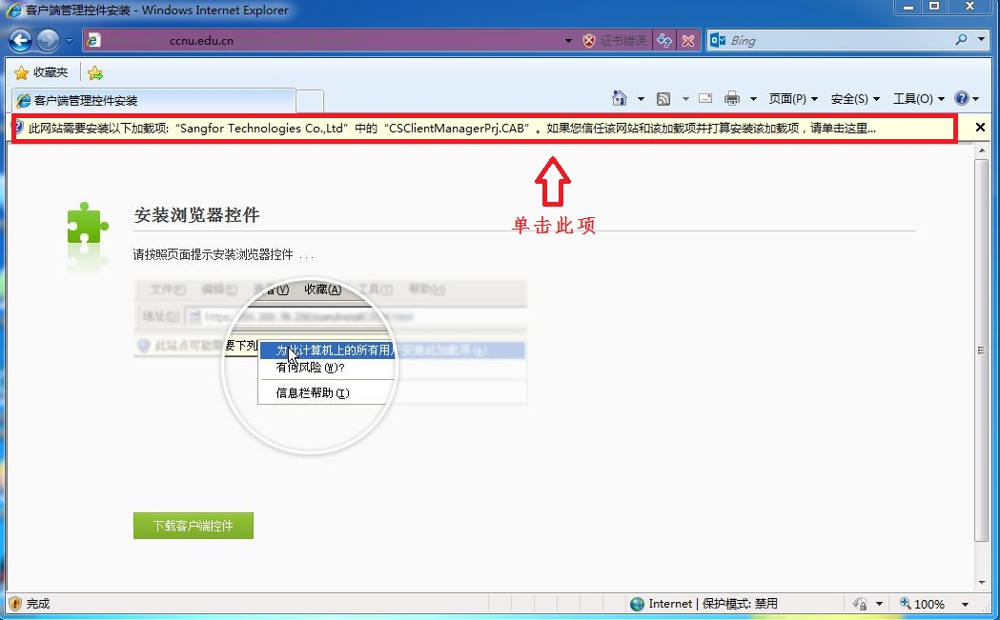 客户端管理控件安装 - Windows Internet Explorer
ccnu.edu.cn
证书错误
Bing
收藏夹
客户端管理控件安装
页面(P) 安全(S) 工具(O)
此网站需要安装以下加载项:“Sangfor Technologies Co.,Ltd”中的“CSClientManagerPrj.CAB”。如果您信任该网站和该加载项并打算安装该加载项，请单击这里...
单击此项
安装浏览器控件
请按照页面提示安装浏览器控件 ...
文件(F) 编辑(E) 查看(V) 收藏(A) 工具(T) 帮助(H)
地址(D)
此站点可能需要下列
为此计算机上的所有用户安装此加载项(A)
有何风险(W)?
信息栏帮助(I)
下载客户端控件
完成
Internet | 保护模式: 禁用
100%